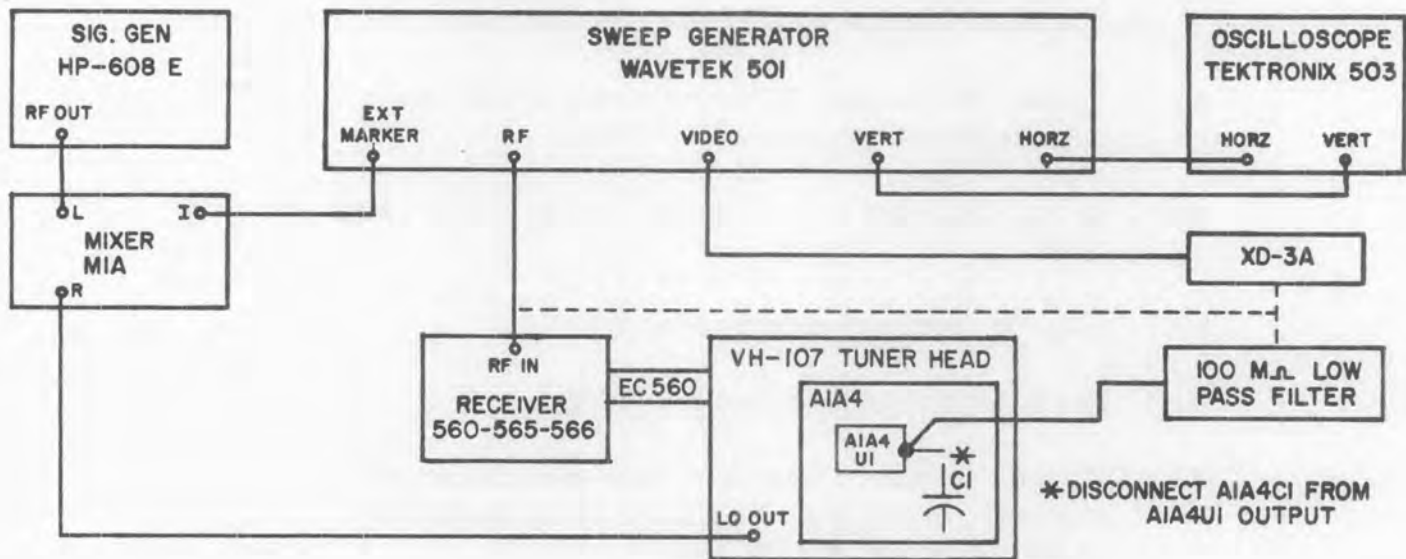 SIG. GEN
HP-608 E
RF OUT
SWEEP GENERATOR
WAVETEK 501
EXT
MARKER
RF
VIDEO
VERT
HORZ
OSCILLOSCOPE
TEKTRONIX 503
HORZ
VERT
L
I
MIXER
M1A
R
XD-3A
RF IN
RECEIVER
560-565-566
EC 560
VH-107 TUNER HEAD
A1A4
A1A4
U1
*
C1
LO OUT
100 MΩ LOW
PASS FILTER
*DISCONNECT A1A4C1 FROM
A1A4U1 OUTPUT